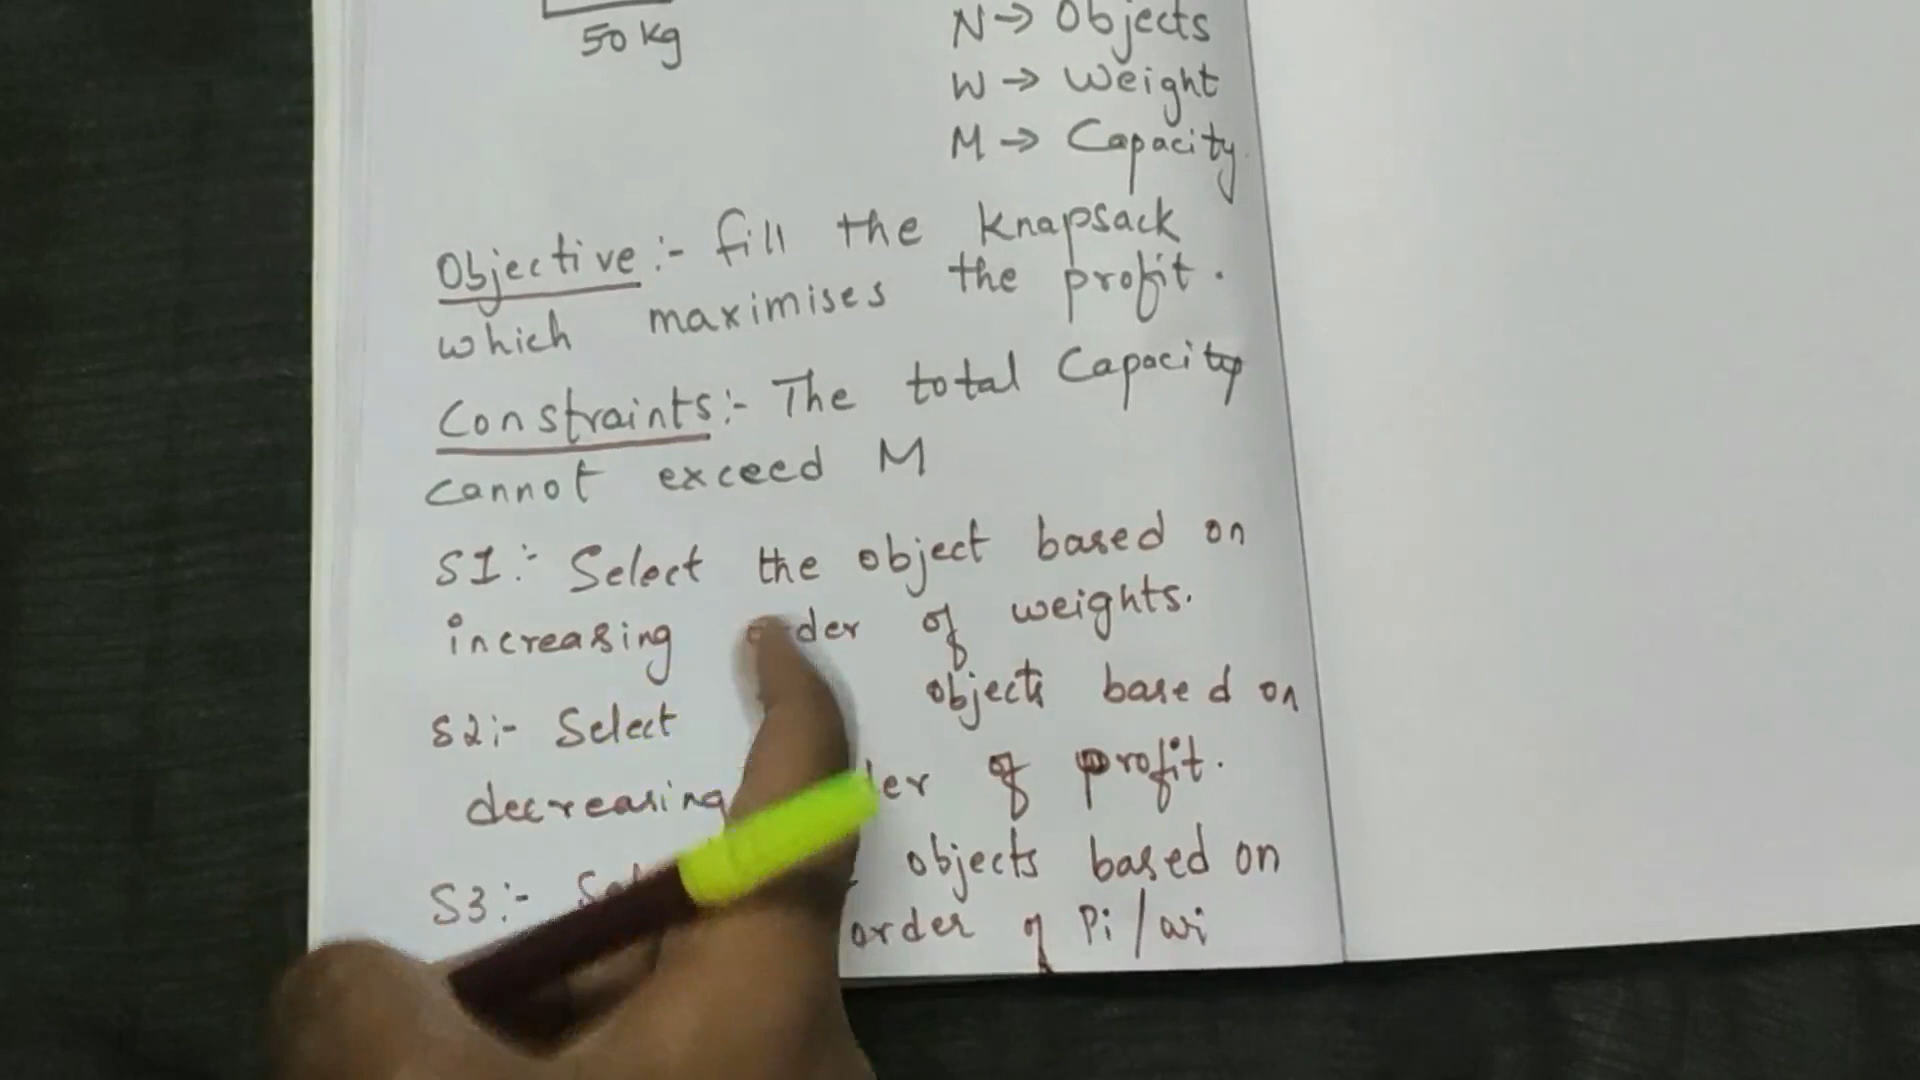 50 kg
N → Objects
W → Weight
M → Capacity
Objective :- fill the knapsack
which maximises the profit.
Constraints :- The total Capacity
cannot exceed M
S1 :- Select the object based on
increasing order of weights.
S2 :- Select objects based on
decreasing of profit.
S3 :- objects based on
order of Pi / wi